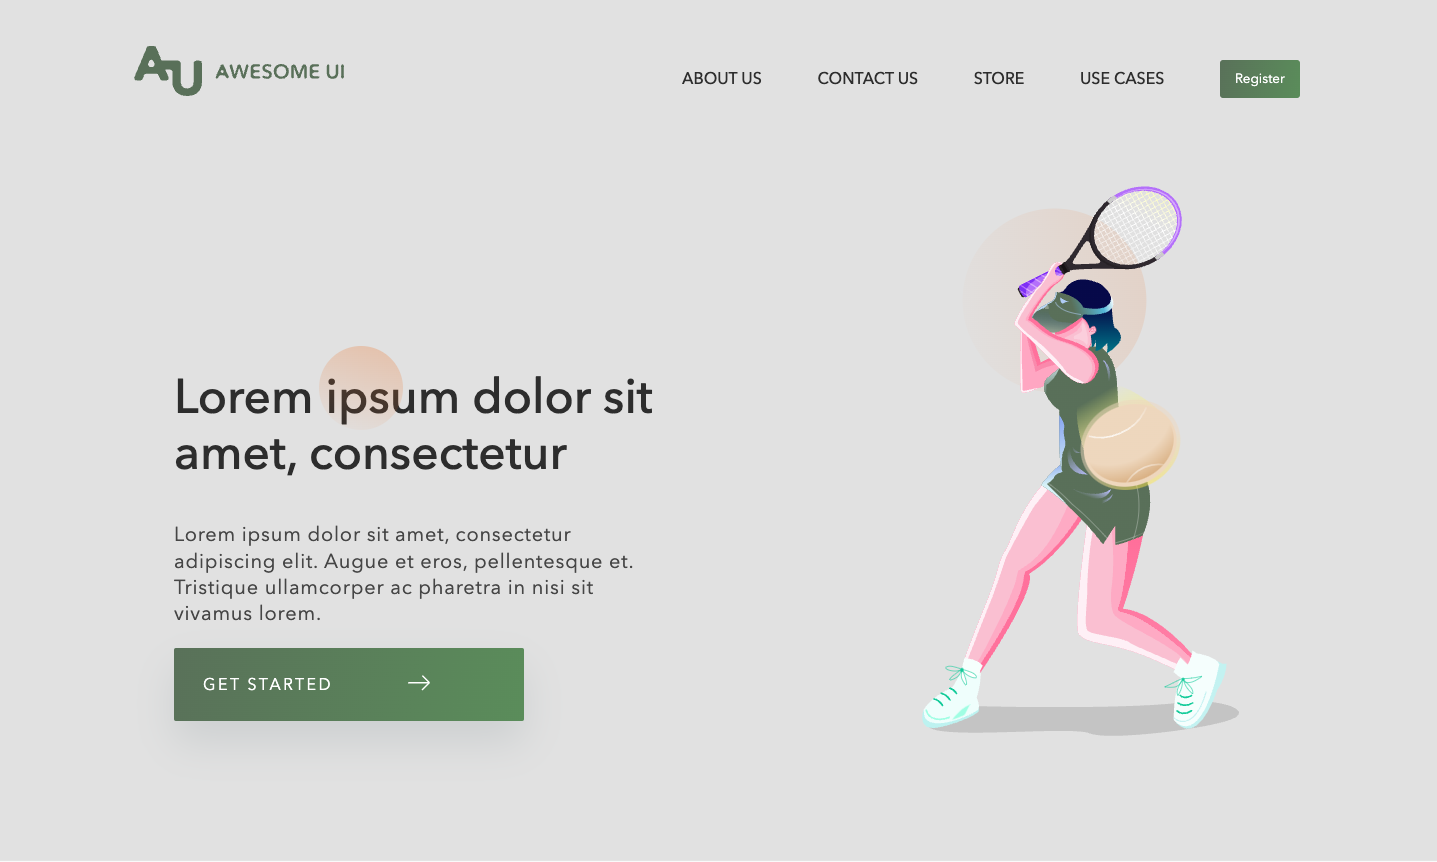 AU AWESOME UI
ABOUT US CONTACT US STORE USE CASES Register
Lorem ipsum dolor sit
amet, consectetur
Lorem ipsum dolor sit amet, consectetur
adipiscing elit. Augue et eros, pellentesque et.
Tristique ullamcorper ac pharetra in nisi sit
vivamus lorem.
GET STARTED